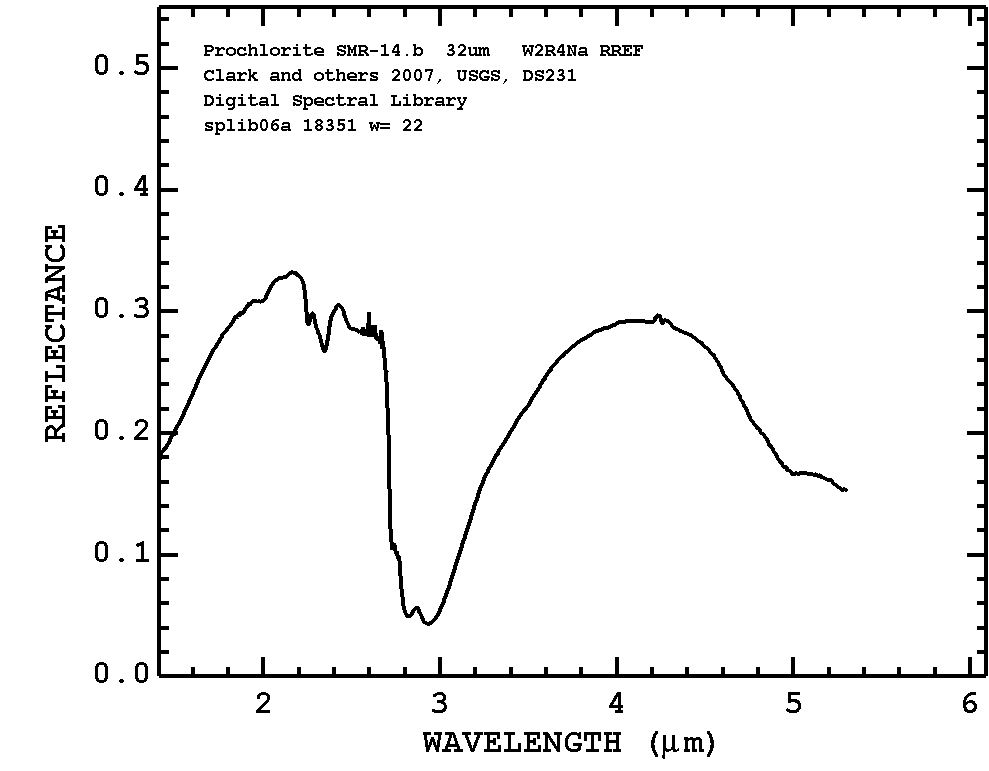 Prochlorite SMR-14.b 32um W2R4Na RREF
Clark and others 2007, USGS, DS231
Digital Spectral Library
splib06a 18351 w= 22
0.5
0.4
0.3
0.2
0.1
0.0
REFLECTANCE
2 3 4 5 6
WAVELENGTH (μm)